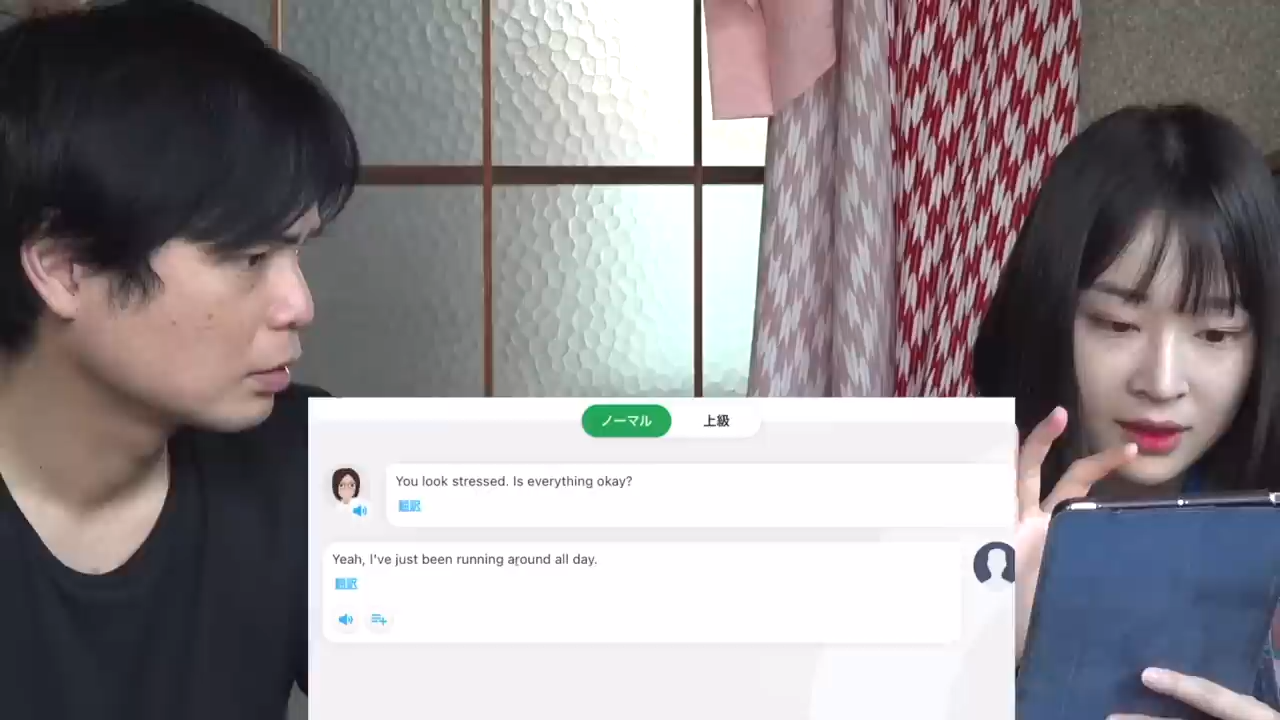 ノーマル 上級
You look stressed. Is everything okay?
翻訳
Yeah, I've just been running around all day.
翻訳